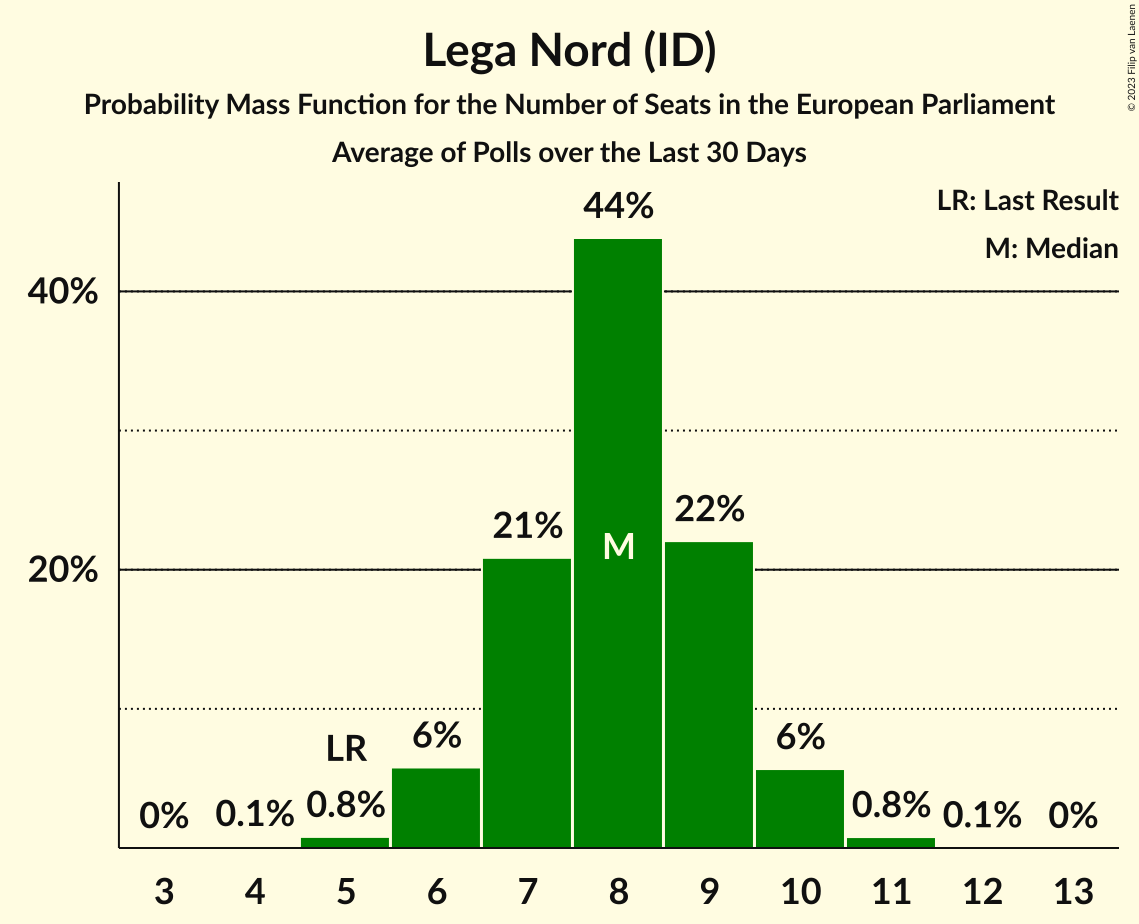 Lega Nord (ID)
Probability Mass Function for the Number of Seats in the European Parliament
Average of Polls over the Last 30 Days
© 2023 Filip van Laenen
LR: Last Result
M: Median
44%
40%
22%
21%
M
20%
6%
6%
LR
0.8%
0.8%
0%
0.1%
0.1%
0%
3 4 5 6 7 8 9 10 11 12 13